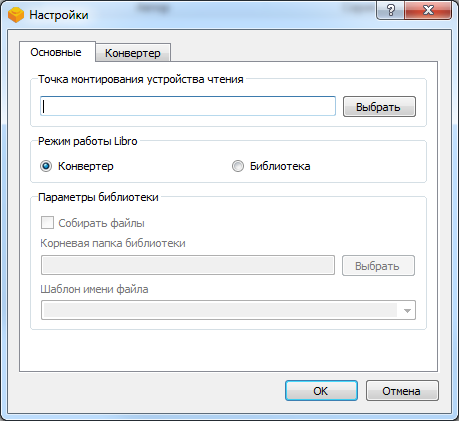 Настройки
Основные
Конвертер
Точка монтирования устройства чтения
Выбрать
Режим работы Libro
Конвертер
Библиотека
Параметры библиотеки
Собирать файлы
Корневая папка библиотеки
Выбрать
Шаблон имени файла
OK
Отмена